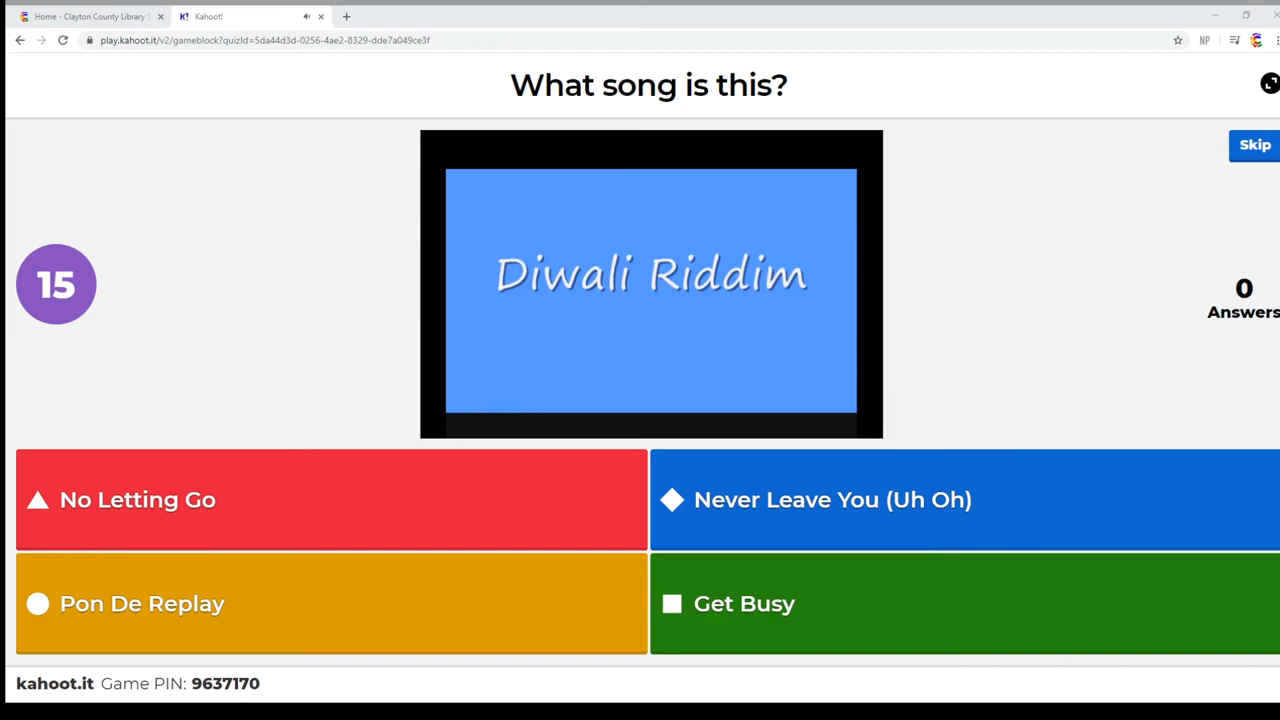 Home - Clayton County Library S
Kahoot!
play.kahoot.it/v2/gameblock?quizId=5da44d3d-0256-4ae2-8329-dde7a049ce3f
NP
What song is this?
Skip
Diwali Riddim
15
0
Answers
No Letting Go
Never Leave You (Uh Oh)
Pon De Replay
Get Busy
kahoot.it Game PIN: 9637170